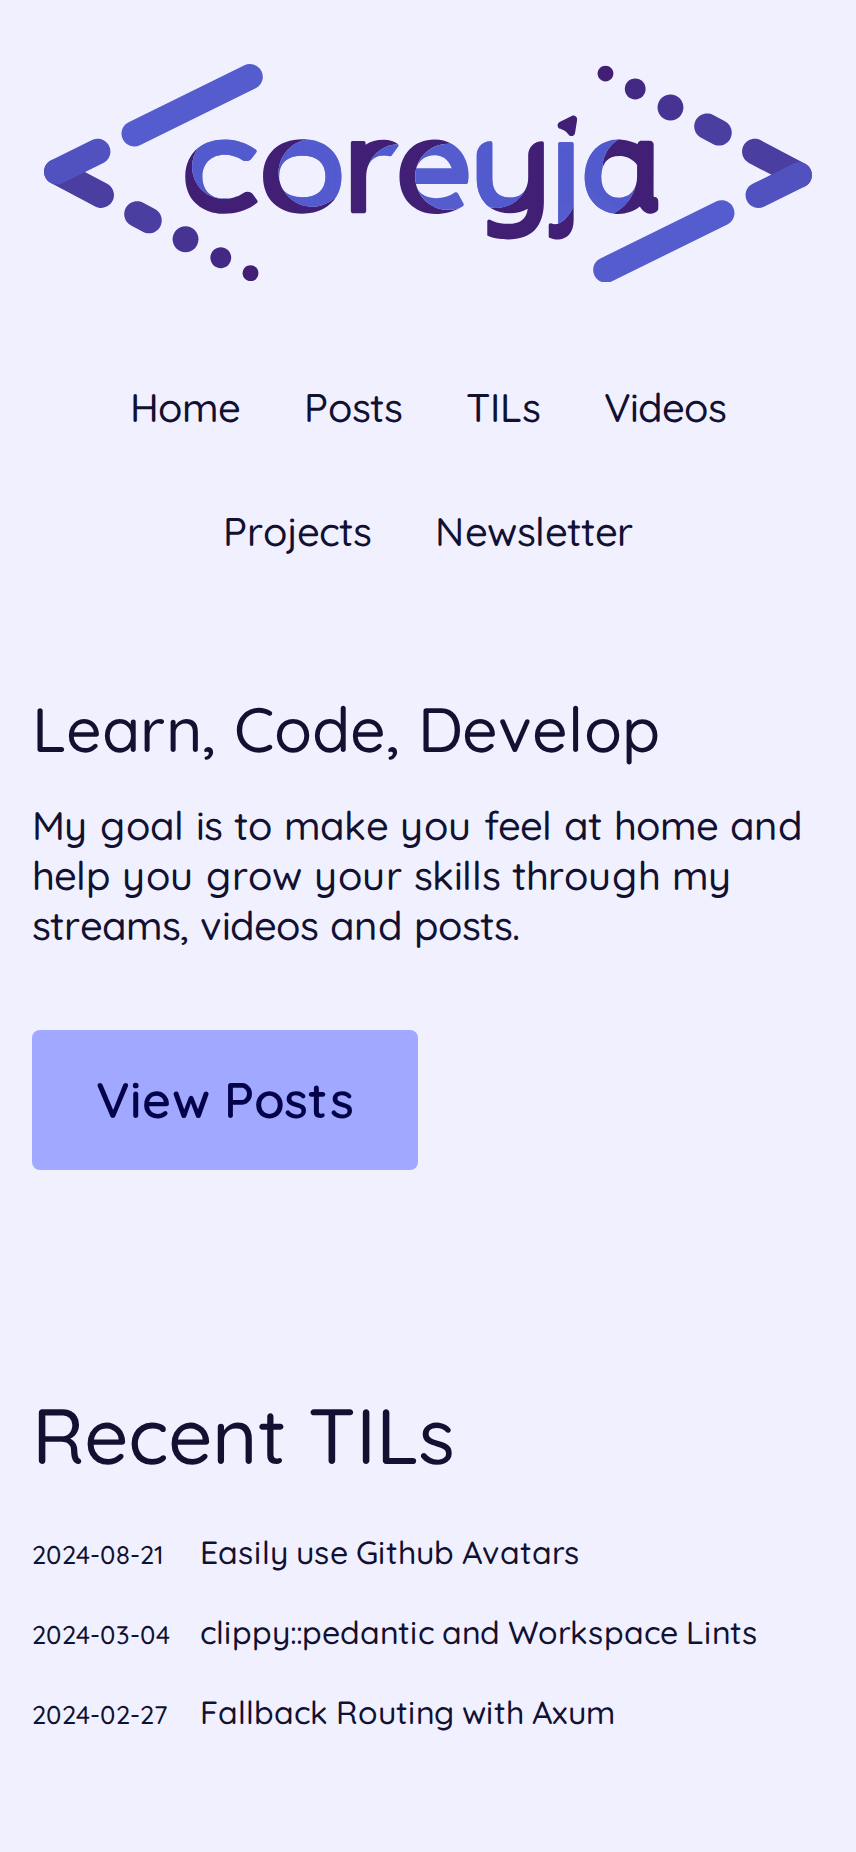 coreyja
Home Posts TILs Videos
Projects Newsletter
Learn, Code, Develop
My goal is to make you feel at home and
help you grow your skills through my
streams, videos and posts.
View Posts
Recent TILs
2024-08-21 Easily use Github Avatars
2024-03-04 clippy::pedantic and Workspace Lints
2024-02-27 Fallback Routing with Axum